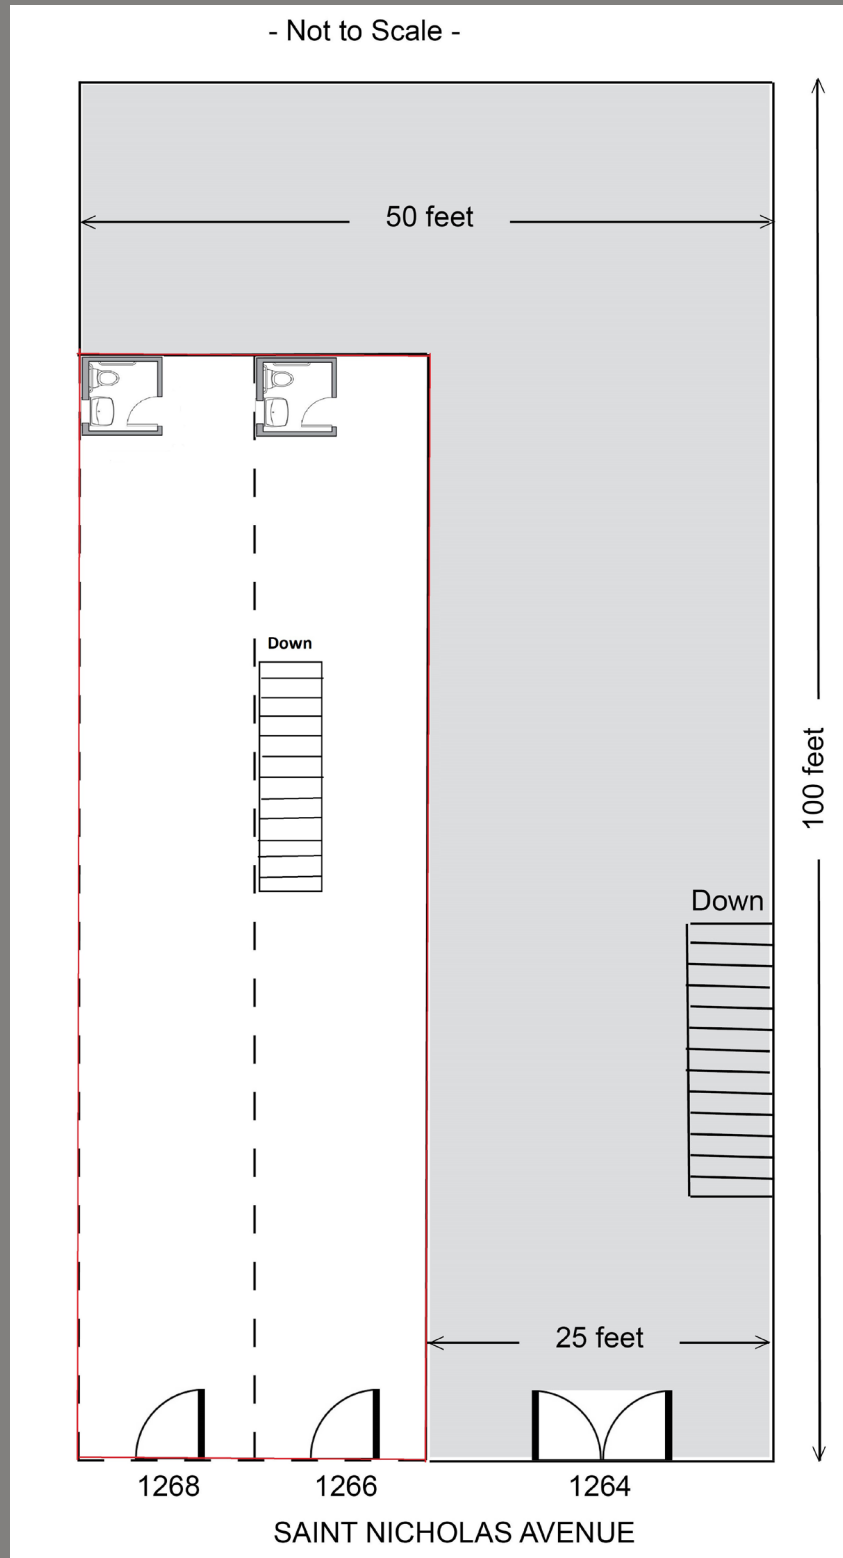 - Not to Scale -
50 feet
Down
100 feet
Down
25 feet
1268
1266
1264
SAINT NICHOLAS AVENUE